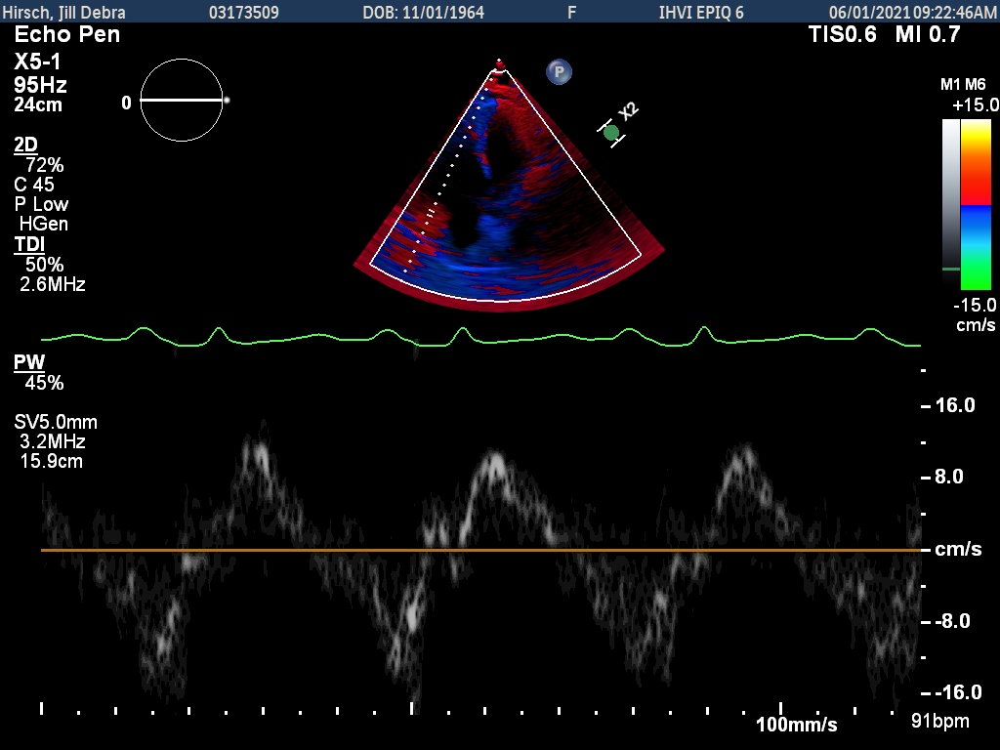 Hirsch, Jill Debra 03173509 DOB: 11/01/1964 F IHVI EPIQ 6 06/01/2021 09:22:46AM
Echo Pen TIS0.6 MI 0.7
X5-1
95Hz
24cm
0
P
X2
M1 M6
+15.0
2D
72%
C 45
P Low
HGen
TDI
50%
2.6MHz
-15.0
cm/s
PW
45%
SV5.0mm
3.2MHz
15.9cm
16.0
8.0
cm/s
-8.0
-16.0
100mm/s
91bpm